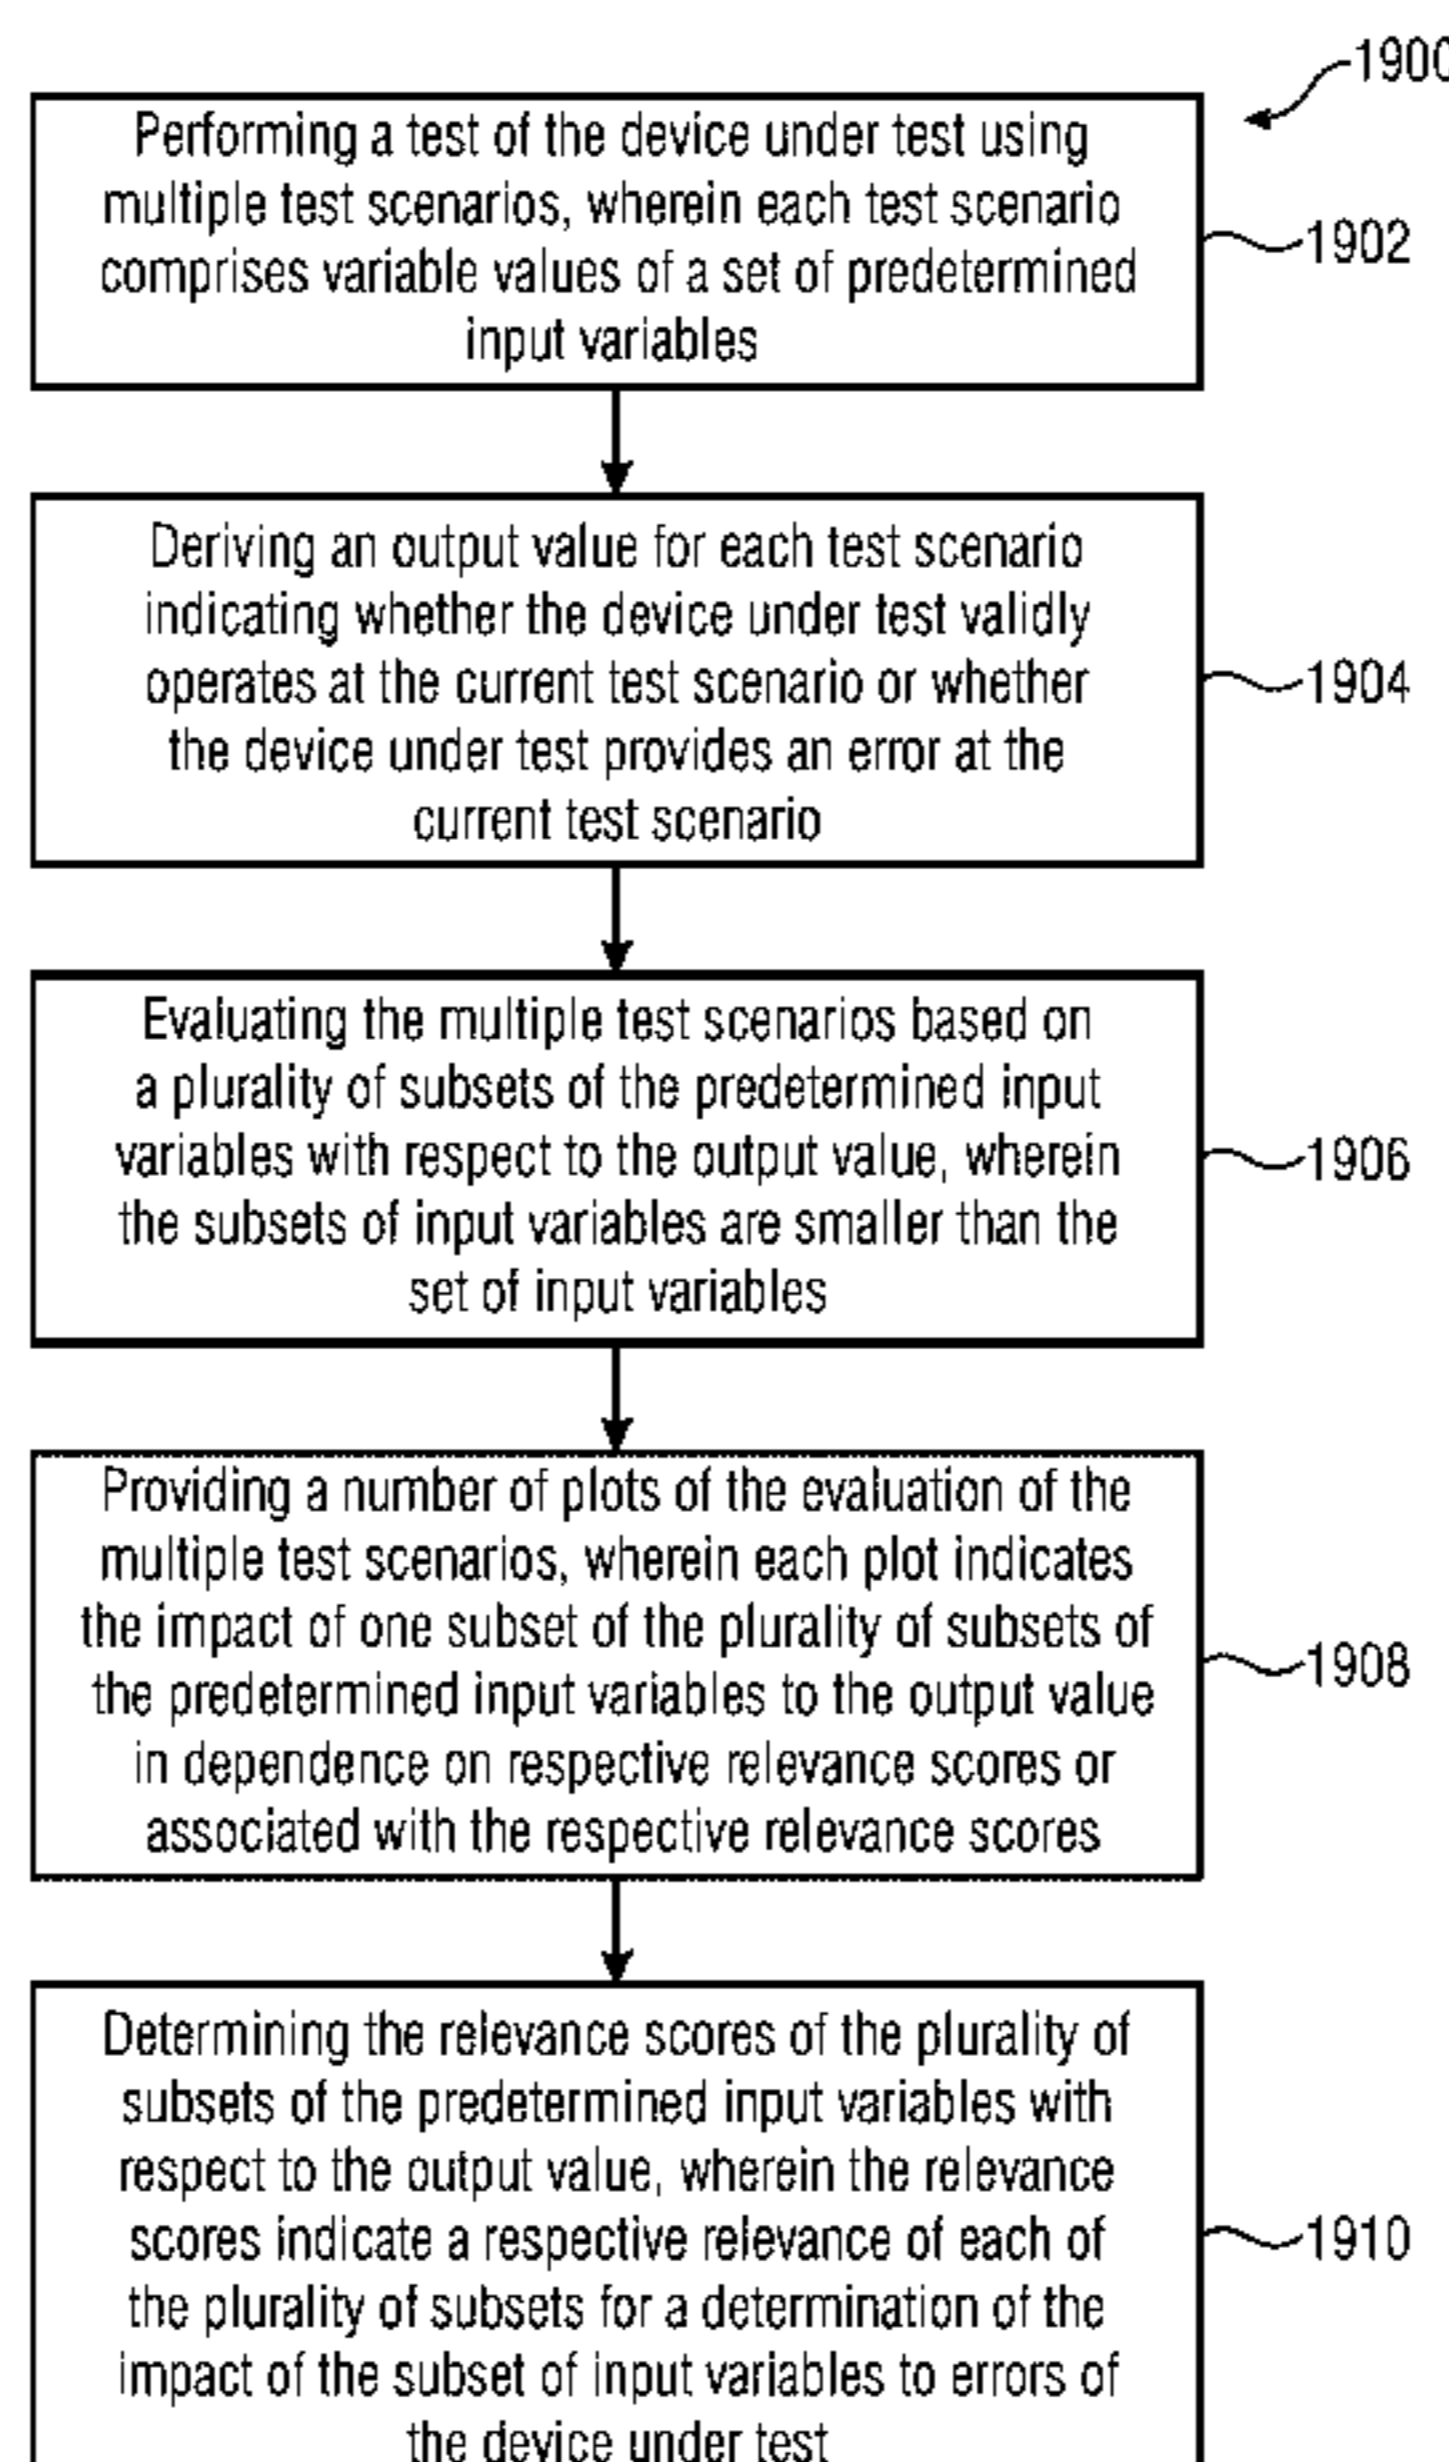 1900
Performing a test of the device under test using
multiple test scenarios, wherein each test scenario
comprises variable values of a set of predetermined
input variables
1902
Deriving an output value for each test scenario
indicating whether the device under test validly
operates at the current test scenario or whether
the device under test provides an error at the
current test scenario
1904
Evaluating the multiple test scenarios based on
a plurality of subsets of the predetermined input
variables with respect to the output value, wherein
the subsets of input variables are smaller than the
set of input variables
1906
Providing a number of plots of the evaluation of the
multiple test scenarios, wherein each plot indicates
the impact of one subset of the plurality of subsets of
the predetermined input variables to the output value
in dependence on respective relevance scores or
associated with the respective relevance scores
1908
Determining the relevance scores of the plurality of
subsets of the predetermined input variables with
respect to the output value, wherein the relevance
scores indicate a respective relevance of each of
the plurality of subsets for a determination of the
impact of the subset of input variables to errors of
the device under test
1910